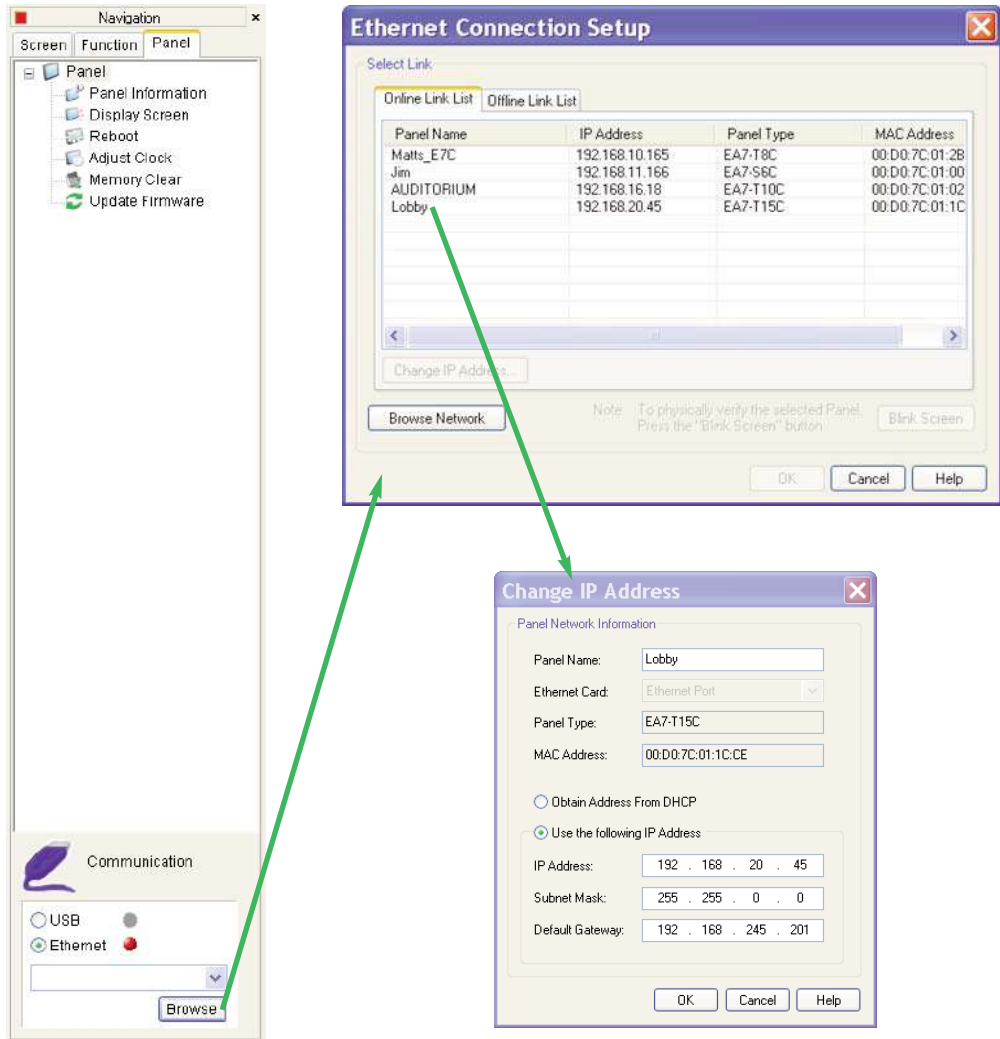 Navigation
Screen Function Panel
Panel
Panel Information
Display Screen
Reboot
Adjust Clock
Memory Clear
Update Firmware
Communication
USB
Ethernet
Browse
Ethernet Connection Setup
Select Link
Online Link List Offline Link List
Panel Name IP Address Panel Type MAC Address
Matts_E7C 192.168.10.165 EA7-T8C 00:D0:7C:01:2B
Jim 192.168.11.166 EA7-S6C 00:D0:7C:01:00
AUDITORIUM 192.168.16.18 EA7-T10C 00:D0:7C:01:02
Lobby 192.168.20.45 EA7-T15C 00:D0:7C:01:1C
Change IP Address...
Browse Network
Note To physically verify the selected Panel,
Press the "Blink Screen" button
Blink Screen
OK Cancel Help
Change IP Address
Panel Network Information
Panel Name: Lobby
Ethernet Card: Ethernet Port
Panel Type: EA7-T15C
MAC Address: 00:D0:7C:01:1C:CE
Obtain Address From DHCP
Use the following IP Address
IP Address: 192 . 168 . 20 . 45
Subnet Mask: 255 . 255 . 0 . 0
Default Gateway: 192 . 168 . 245 . 201
OK Cancel Help